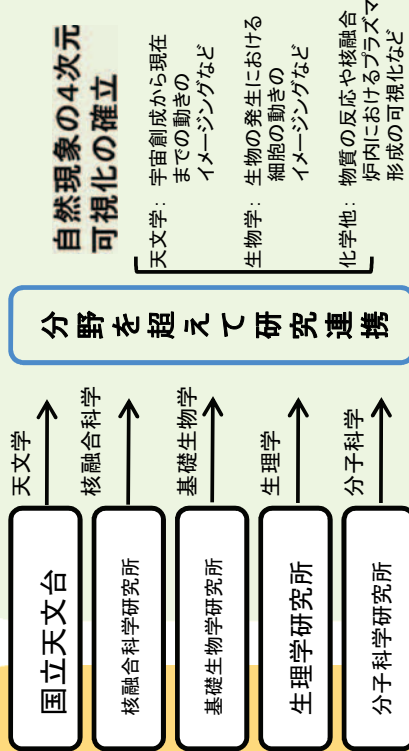 国立天文台
天文学
核融合科学研究所
核融合科学
基礎生物学研究所
基礎生物学
生理学研究所
生理学
分子科学研究所
分子科学
分野を超えて研究連携
自然現象の4次元
可視化の確立
天文学: 宇宙創成から現在
までの動きの
イメージングなど
生物学: 生物の発生における
細胞の動きの
イメージングなど
化学他: 物質の反応や核融合
炉内におけるプラズマ
形成の可視化など